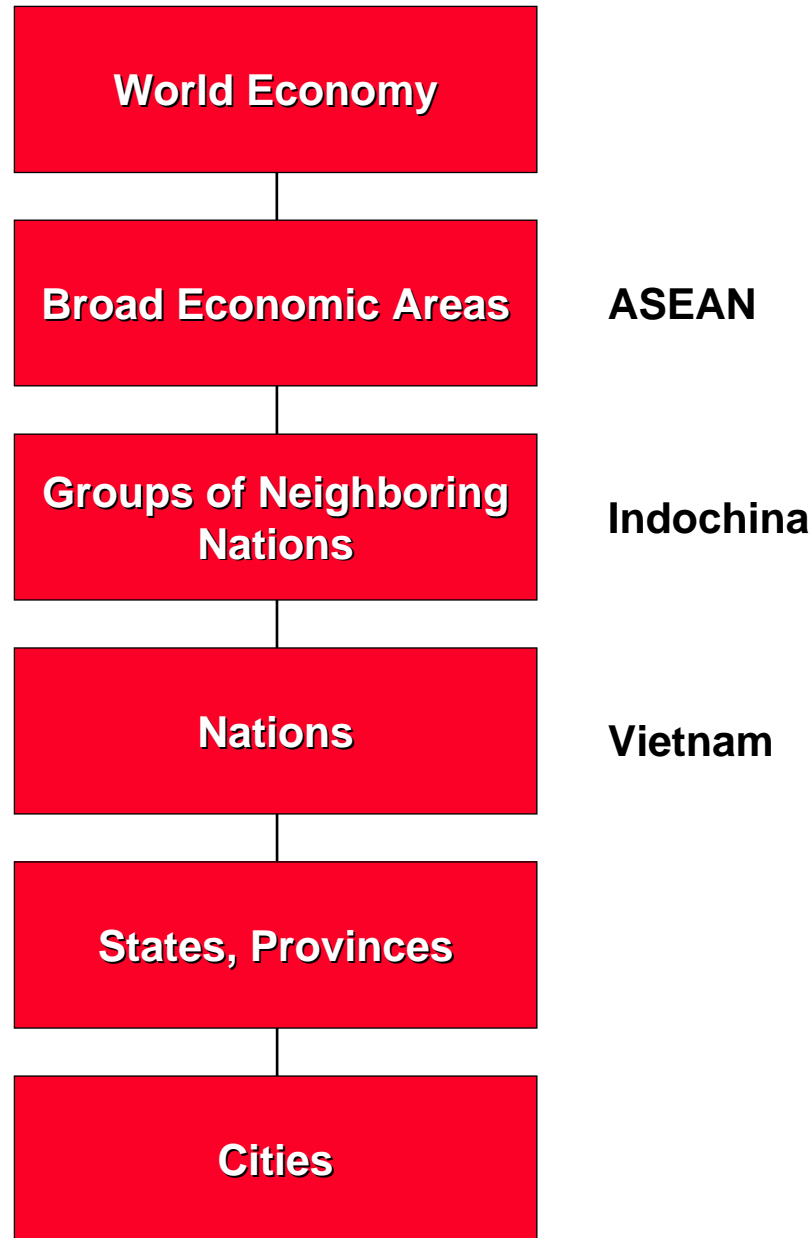 World Economy
Broad Economic Areas
ASEAN
Groups of Neighboring
Nations
Indochina
Nations
Vietnam
States, Provinces
Cities